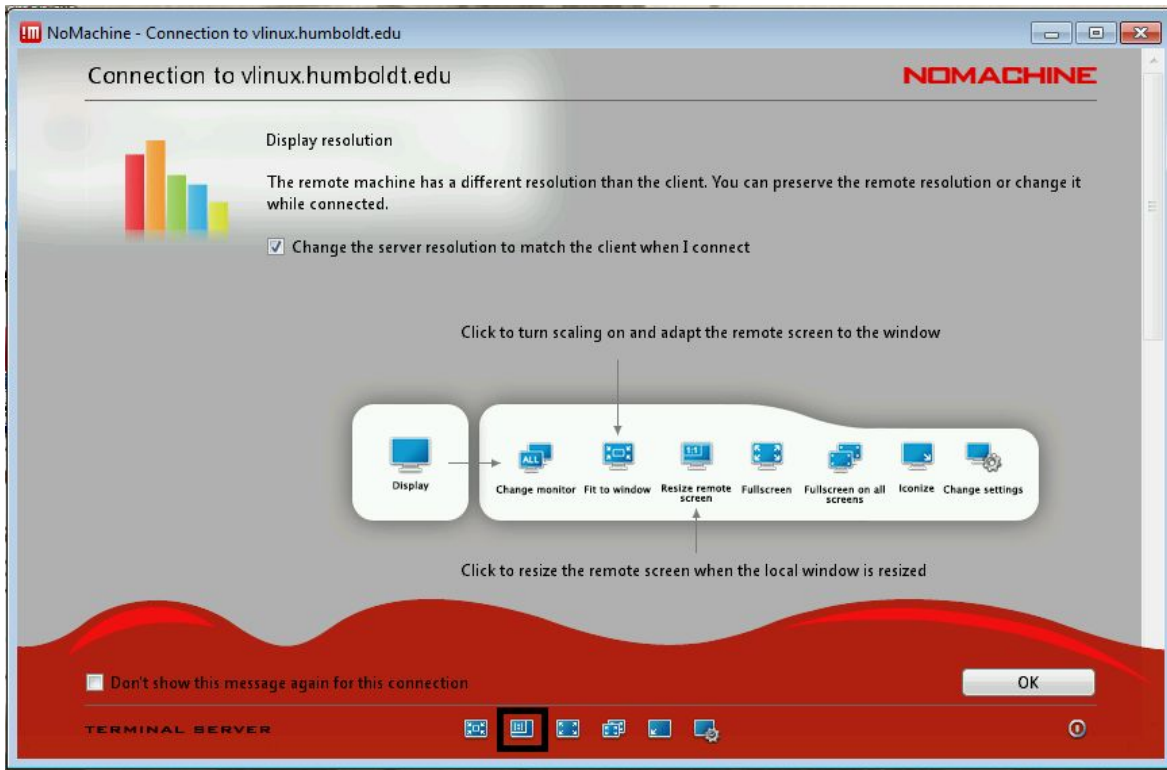 NoMachine - Connection to vlinux.humboldt.edu
Connection to vlinux.humboldt.edu
NOMACHINE
Display resolution
The remote machine has a different resolution than the client. You can preserve the remote resolution or change it
while connected.
Change the server resolution to match the client when I connect
Click to turn scaling on and adapt the remote screen to the window
ALL
1:1
Display
Change monitor
Fit to window
Resize remote
screen
Fullscreen
Fullscreen on all
screens
Iconize
Change settings
Click to resize the remote screen when the local window is resized
Don't show this message again for this connection
OK
TERMINAL SERVER